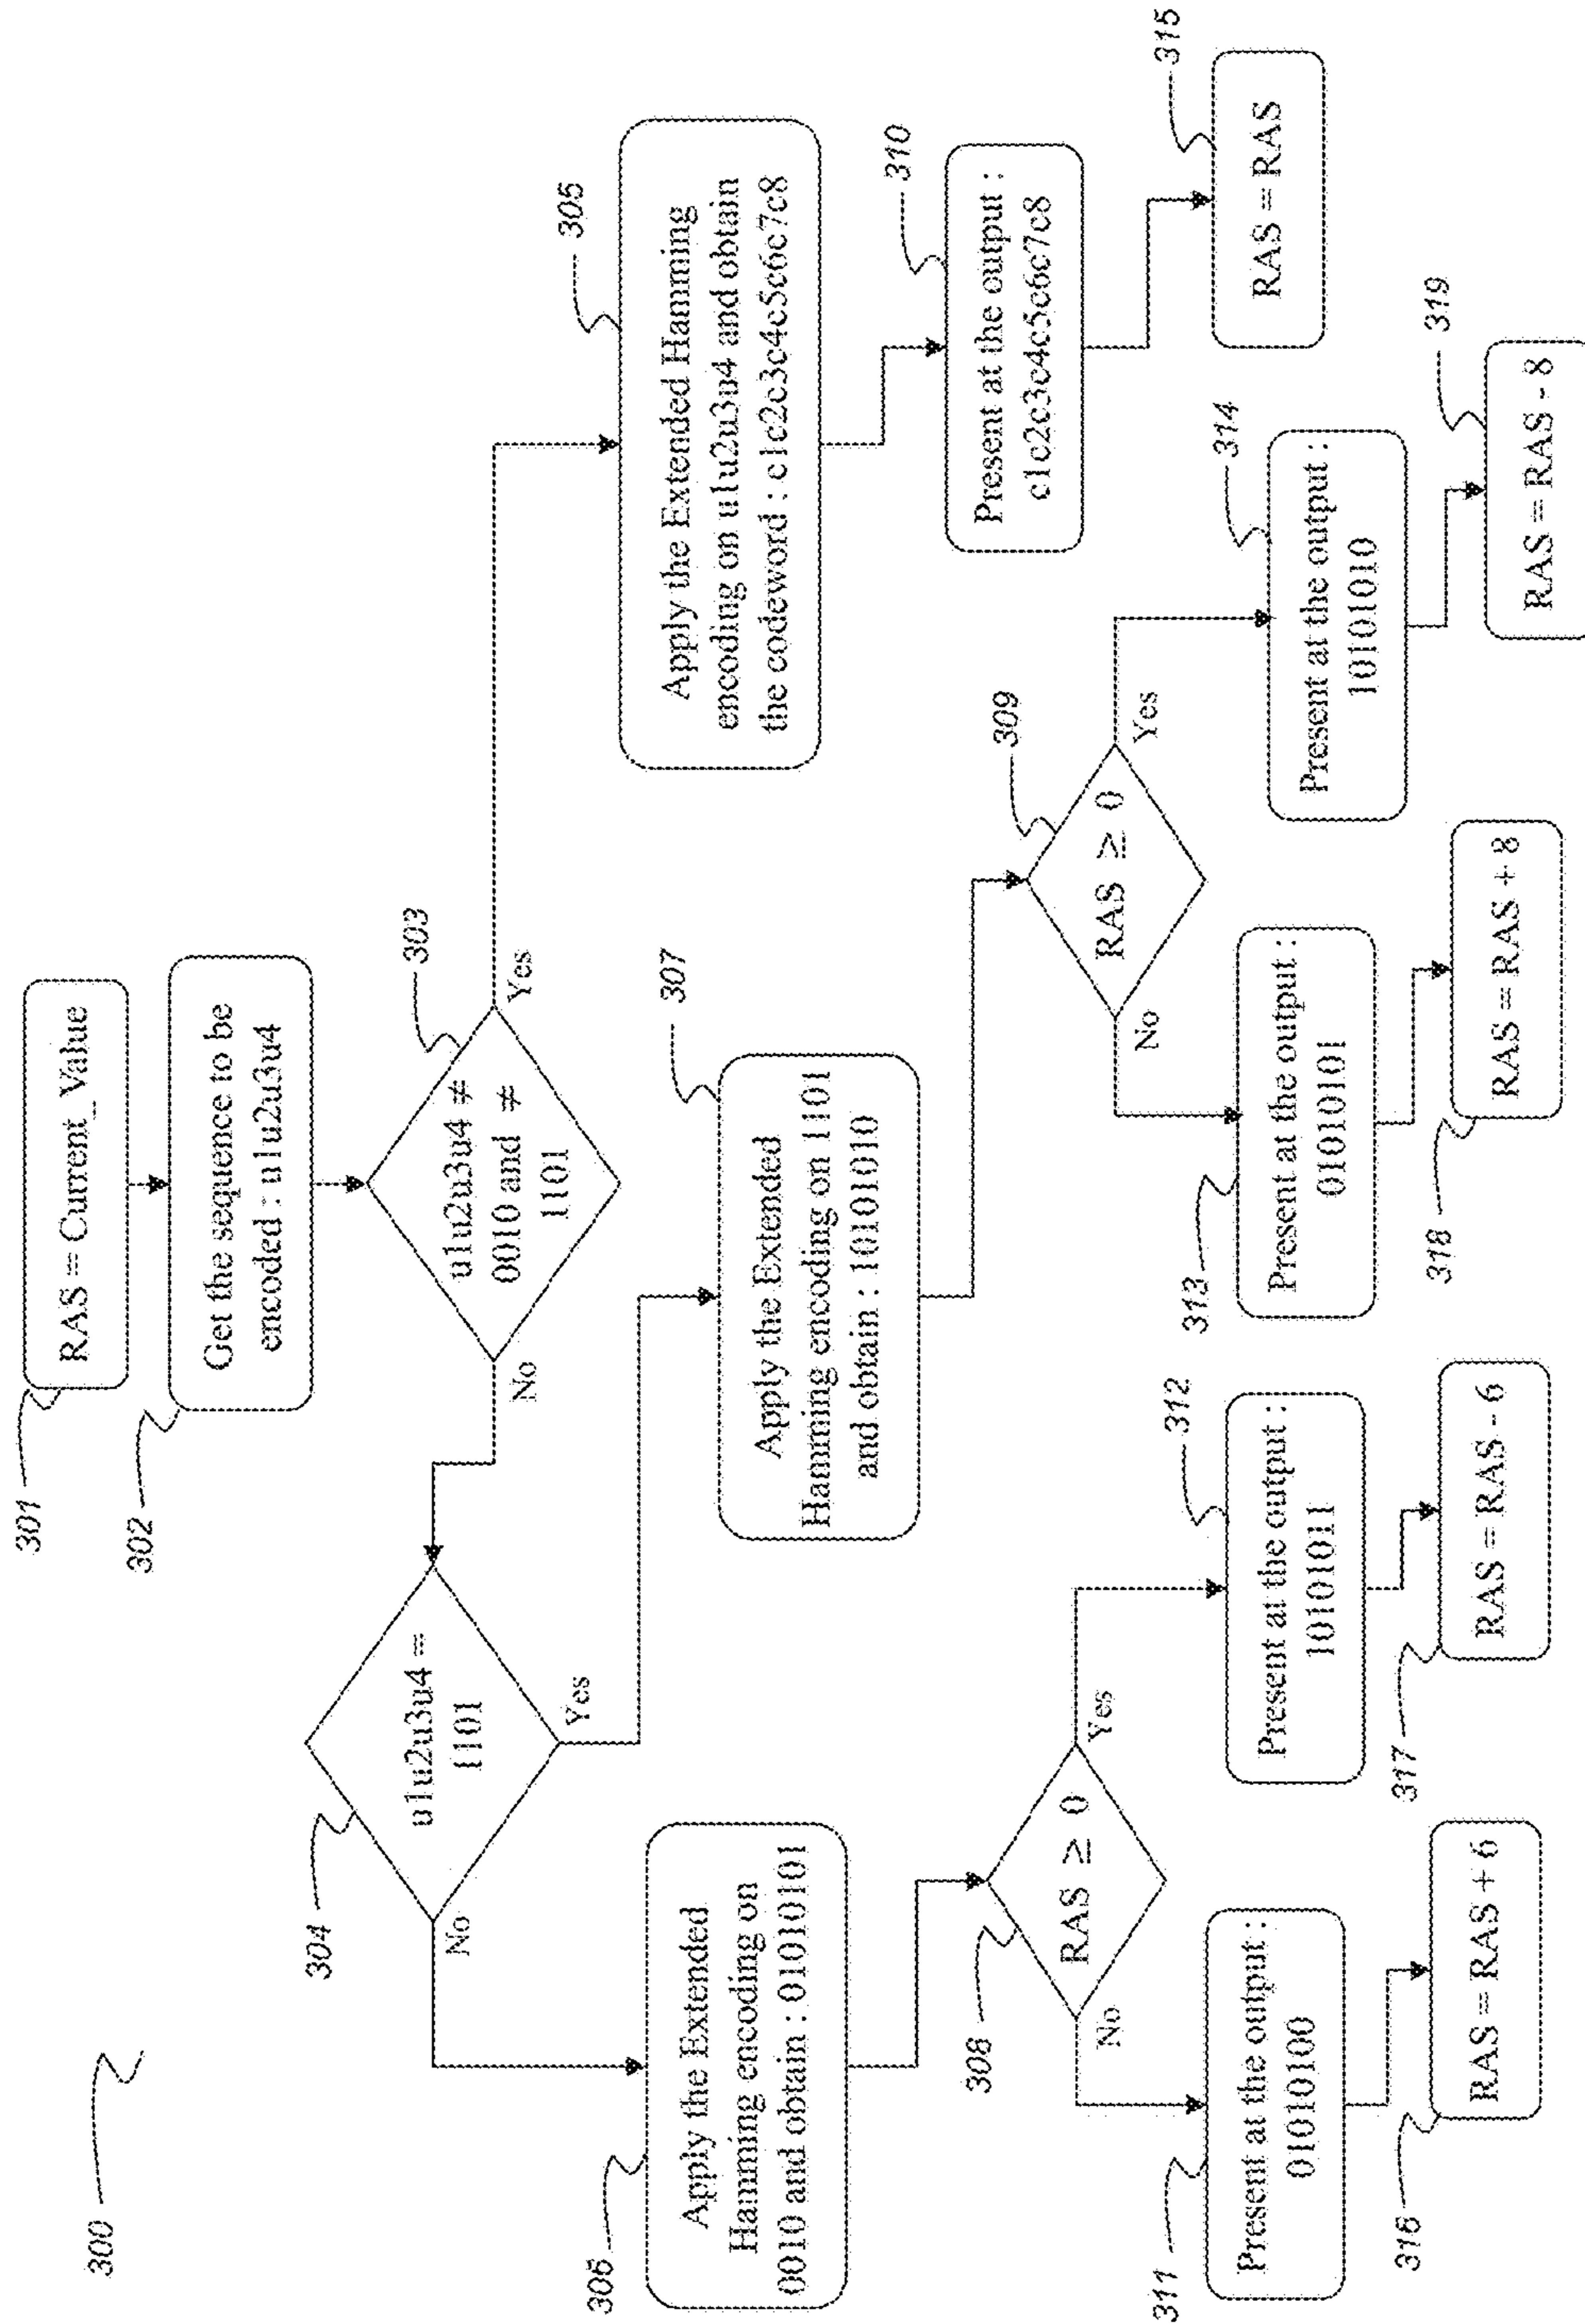 300
301
RAS = Current_Value
302
Get the sequence to be
encoded : u1u2u3u4
303
u1u2u3u4 ≠
0010 and ≠
1101
No
Yes
304
u1u2u3u4 =
1101
No
Yes
305
Apply the Extended Hamming
encoding on u1u2u3u4 and obtain
the codeword : c1c2c3c4c5c6c7c8
306
Apply the Extended
Hamming encoding on
0010 and obtain : 01010101
307
Apply the Extended
Hamming encoding on 1101
and obtain : 10101010
308
RAS ≥ 0
No
Yes
309
RAS ≥ 0
No
Yes
310
Present at the output :
c1c2c3c4c5c6c7c8
311
Present at the output :
01010100
312
Present at the output :
10101011
313
Present at the output :
01010101
314
Present at the output :
10101010
315
RAS = RAS
316
RAS = RAS + 6
317
RAS = RAS - 6
318
RAS = RAS + 8
319
RAS = RAS - 8